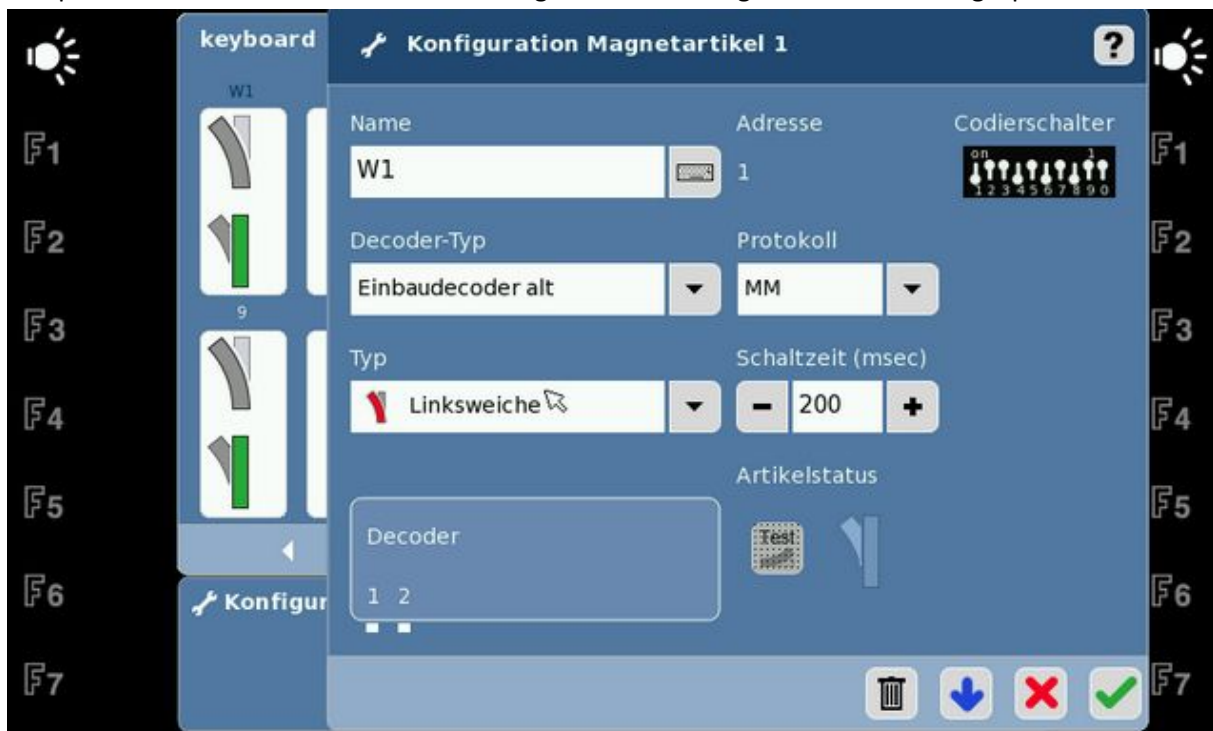 keyboard
Konfiguration Magnetartikel 1
?
W1
Name
Adresse
Codierschalter
F1
W1
1
on 1
1 2 3 4 5 6 7 8 9 0
F1
F2
Decoder-Typ
Protokoll
F2
Einbaudecoder alt
MM
9
F3
Typ
Schaltzeit (msec)
F3
F4
Linksweiche
- 200 +
F4
Artikelstatus
F5
Decoder
Test
F5
F6
Konfigur
1 2
F6
F7
F7